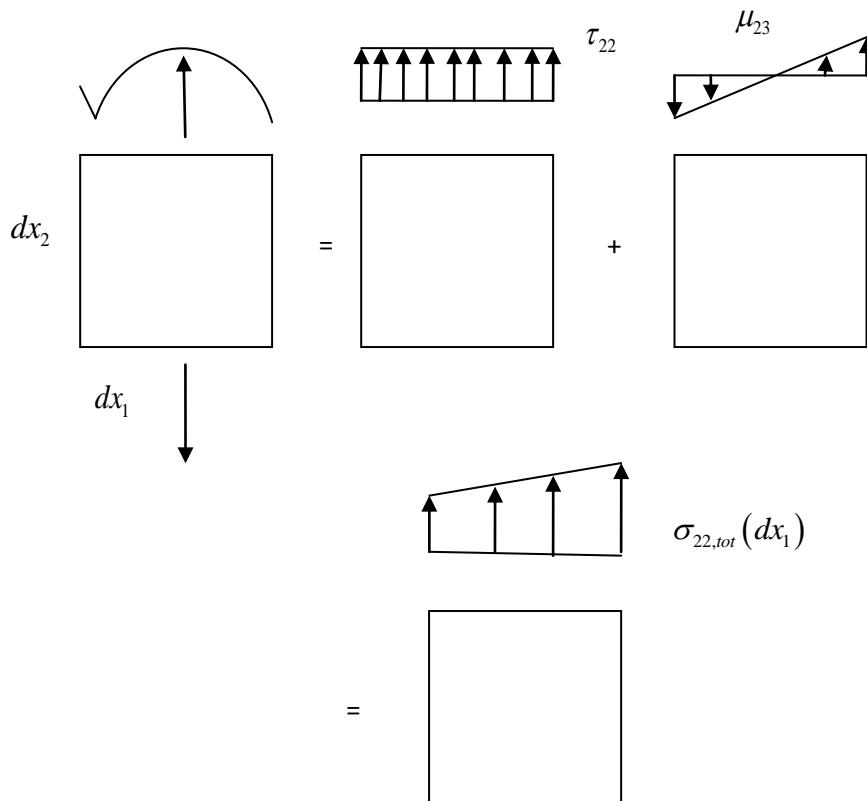 τ₂₂
μ₂₃
dx₂
=
+
dx₁
σ₂₂,tot(dx₁)
=